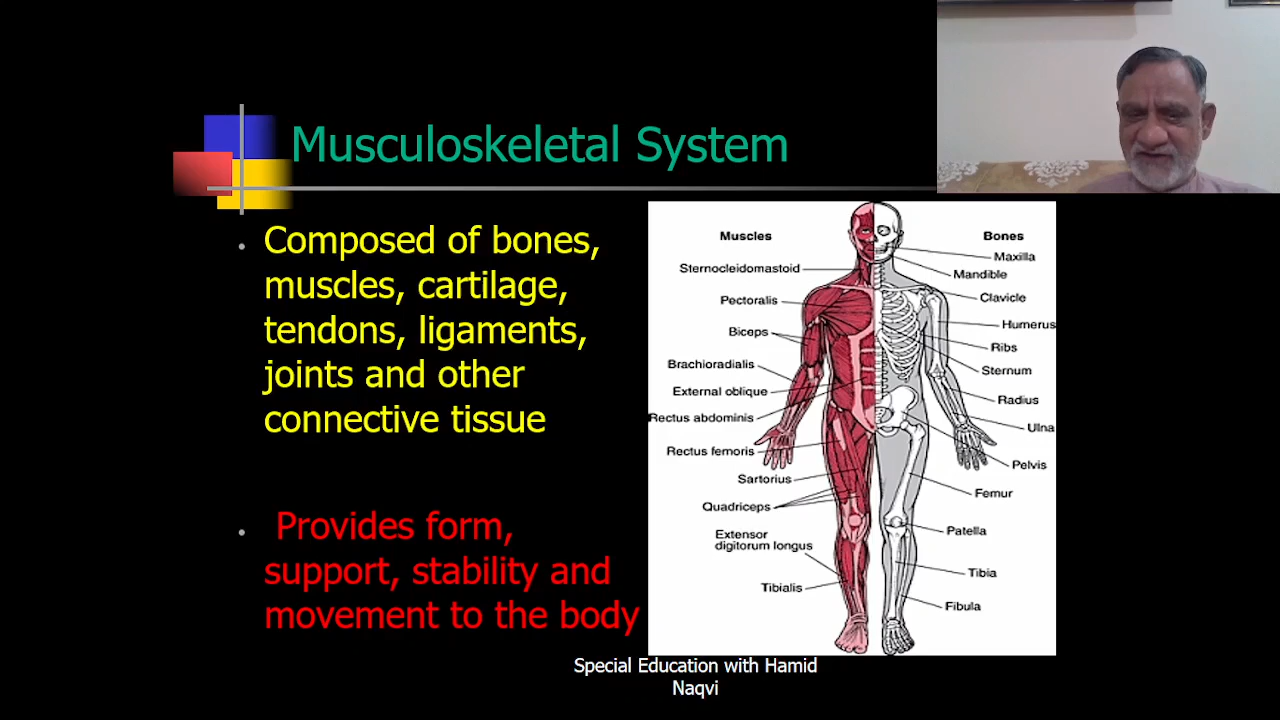 Musculoskeletal System
• Composed of bones,
muscles, cartilage,
tendons, ligaments,
joints and other
connective tissue
• Provides form,
support, stability and
movement to the body
Muscles
Sternocleidomastoid
Pectoralis
Biceps
Brachioradialis
External oblique
Rectus abdominis
Rectus femoris
Sartorius
Quadriceps
Extensor
digitorum longus
Tibialis
Bones
Maxilla
Mandible
Clavicle
Humerus
Ribs
Sternum
Radius
Ulna
Pelvis
Femur
Patella
Tibia
Fibula
Special Education with Hamid
Naqvi